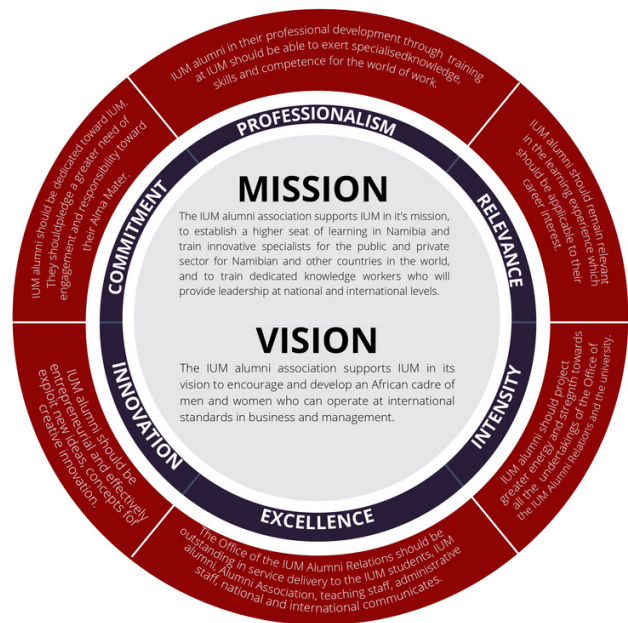 IUM alumni in their professional development through training
at IUM should be able to exert specialisedknowledge,
skills and competence for the world of work.
PROFESSIONALISM
IUM alumni should remain relevant
in the learning experience which
should be applicable to their
career interest.
RELEVANCE
IUM alumni should project
greater energy and stregnth towards
all the undertakings of the Office of
the IUM Alumni Relations and the university.
INTENSITY
EXCELLENCE
The Office of the IUM Alumni Relations should be
outstanding in service delivery to the IUM students, IUM
alumni, Alumni Association, teaching staff, administrative
staff, national and international communicates.
INNOVATION
IUM alumni should be
entrepreneurial and effectively
exploit new ideas, concepts for
creative innovation.
COMMITMENT
IUM alumni should be dedicated toward IUM.
They shouldpledge a greater need of
engagement and responsibility toward
their Alma Mater.
MISSION
The IUM alumni association supports IUM in it's mission,
to establish a higher seat of learning in Namibia and
train innovative specialists for the public and private
sector for Namibian and other countries in the world,
and to train dedicated knowledge workers who will
provide leadership at national and international levels.
VISION
The IUM alumni association supports IUM in its
vision to encourage and develop an African cadre of
men and women who can operate at international
standards in business and management.